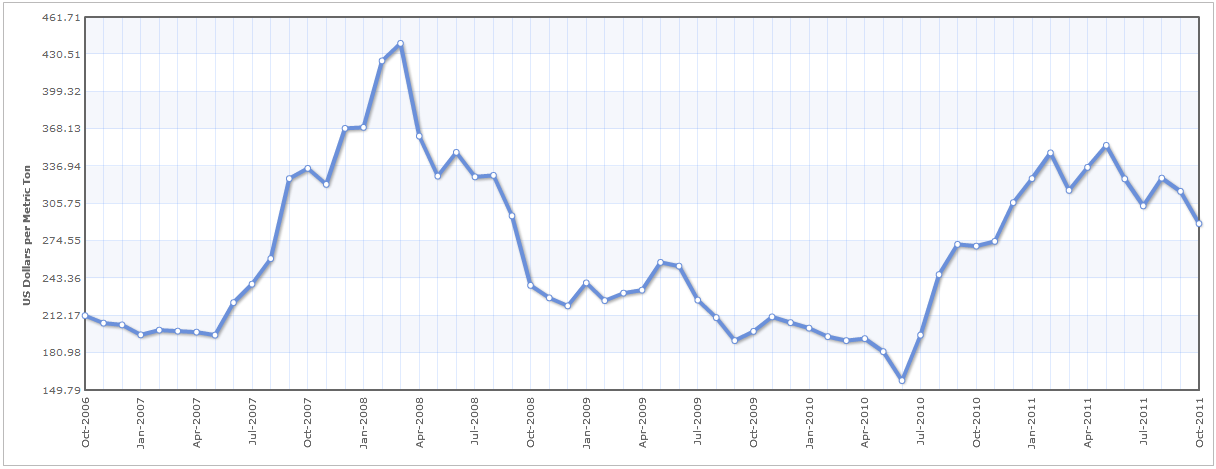 461.71
430.51
399.32
368.13
336.94
305.75
274.55
243.36
212.17
180.98
149.79
US Dollars per Metric Ton
Oct-2006
Jan-2007
Apr-2007
Jul-2007
Oct-2007
Jan-2008
Apr-2008
Jul-2008
Oct-2008
Jan-2009
Apr-2009
Jul-2009
Oct-2009
Jan-2010
Apr-2010
Jul-2010
Oct-2010
Jan-2011
Apr-2011
Jul-2011
Oct-2011